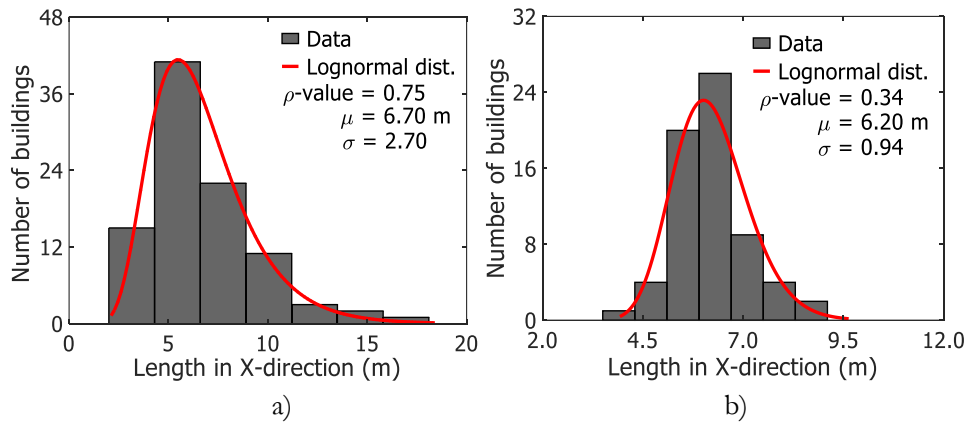 48
36
24
12
0
Number of buildings
Data
Lognormal dist.
ρ-value = 0.75
μ = 6.70 m
σ = 2.70
0 5 10 15 20
Length in X-direction (m)
a)
32
24
16
8
0
Number of buildings
Data
Lognormal dist.
ρ-value = 0.34
μ = 6.20 m
σ = 0.94
2.0 4.5 7.0 9.5 12.0
Length in X-direction (m)
b)